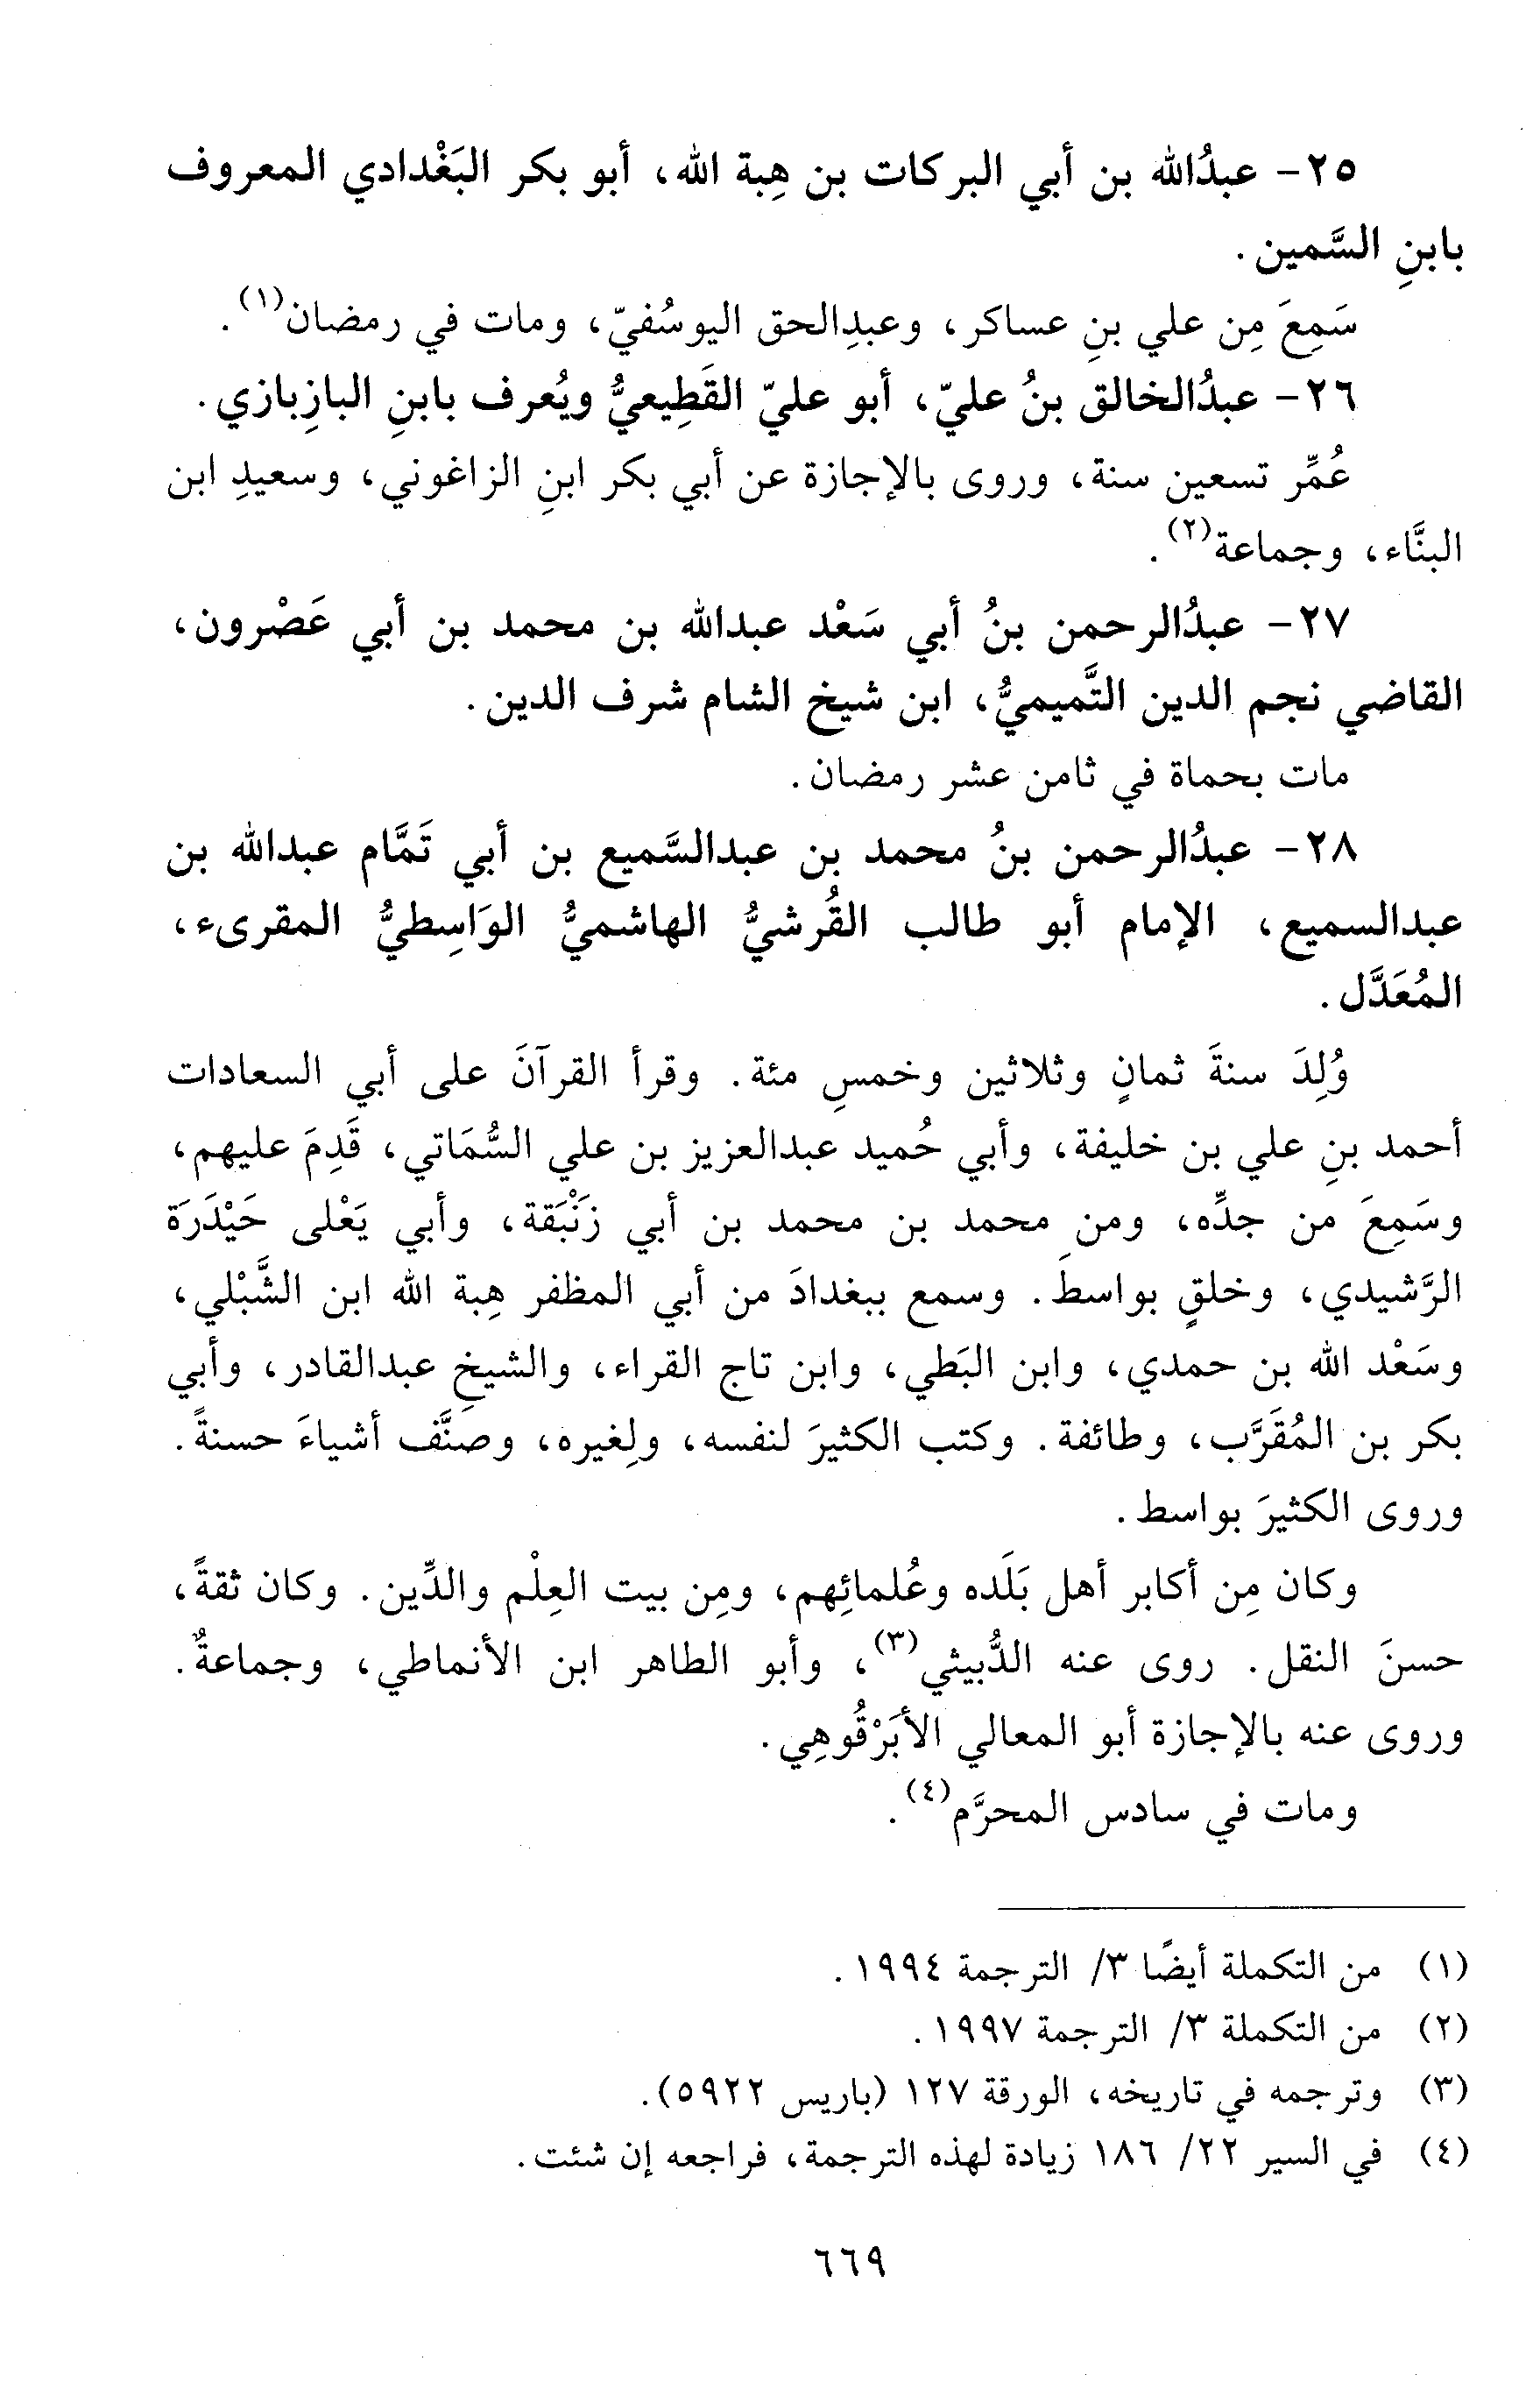 ٢٥- عبدُالله بن أبي البركات بن هِبة الله، أبو بكر البَغْدادي المعروف
بابنِ السَّمين.
سَمِعَ مِن علي بنِ عساكر، وعبدِالحق اليوسُفيّ، ومات في رمضان(١).
٢٦- عبدُالخالق بنُ عليّ، أبو عليّ القَطِيعيُّ ويُعرف بابنِ البازِبازي.
عُمِّر تسعين سنة، وروى بالإجازة عن أبي بكر ابنِ الزاغوني، وسعيدِ ابن
البنَّاء، وجماعة(٢).
٢٧- عبدُالرحمن بنُ أبي سَعْد عبدالله بن محمد بن أبي عَصْرون،
القاضي نجم الدين التَّميميُّ، ابن شيخ الشام شرف الدين.
مات بحماة في ثامن عشر رمضان.
٢٨- عبدُالرحمن بنُ محمد بن عبدالسَّميع بن أبي تَمَّام عبدالله بن
عبدالسميع، الإمام أبو طالب القُرشيُّ الهاشميُّ الوَاسِطيُّ المقرىء،
المُعَدَّل.
وُلِدَ سنةَ ثمانٍ وثلاثين وخمسِ مئة. وقرأ القرآنَ على أبي السعادات
أحمد بنِ علي بن خليفة، وأبي حُميد عبدالعزيز بن علي السُّمَاتي، قَدِمَ عليهم،
وسَمِعَ من جدِّه، ومن محمد بن محمد بن أبي زَنْبَقة، وأبي يَعْلى حَيْدَرَة
الرَّشيدي، وخلقٍ بواسطَ. وسمع ببغدادَ من أبي المظفر هِبة الله ابن الشَّبْلي،
وسَعْد الله بن حمدي، وابن البَطي، وابن تاج القراء، والشيخِ عبدالقادر، وأبي
بكر بن المُقَرَّب، وطائفة. وكتب الكثيرَ لنفسه، ولِغيره، وصنَّف أشياءَ حسنةً.
وروى الكثيرَ بواسط.
وكان مِن أكابر أهل بَلَده وعُلمائِهم، ومِن بيت العِلْم والدِّين. وكان ثقةً،
حسنَ النقل. روى عنه الدُّبيثي(٣)، وأبو الطاهر ابن الأنماطي، وجماعةٌ.
وروى عنه بالإجازة أبو المعالي الأبَرْقُوهِي.
ومات في سادس المحرَّم(٤).
(١) من التكملة أيضًا ٣/ الترجمة ١٩٩٤.
(٢) من التكملة ٣/ الترجمة ١٩٩٧.
(٣) وترجمه في تاريخه، الورقة ١٢٧ (باريس ٥٩٢٢).
(٤) في السير ٢٢/ ١٨٦ زيادة لهذه الترجمة، فراجعه إن شئت.
٦٦٩